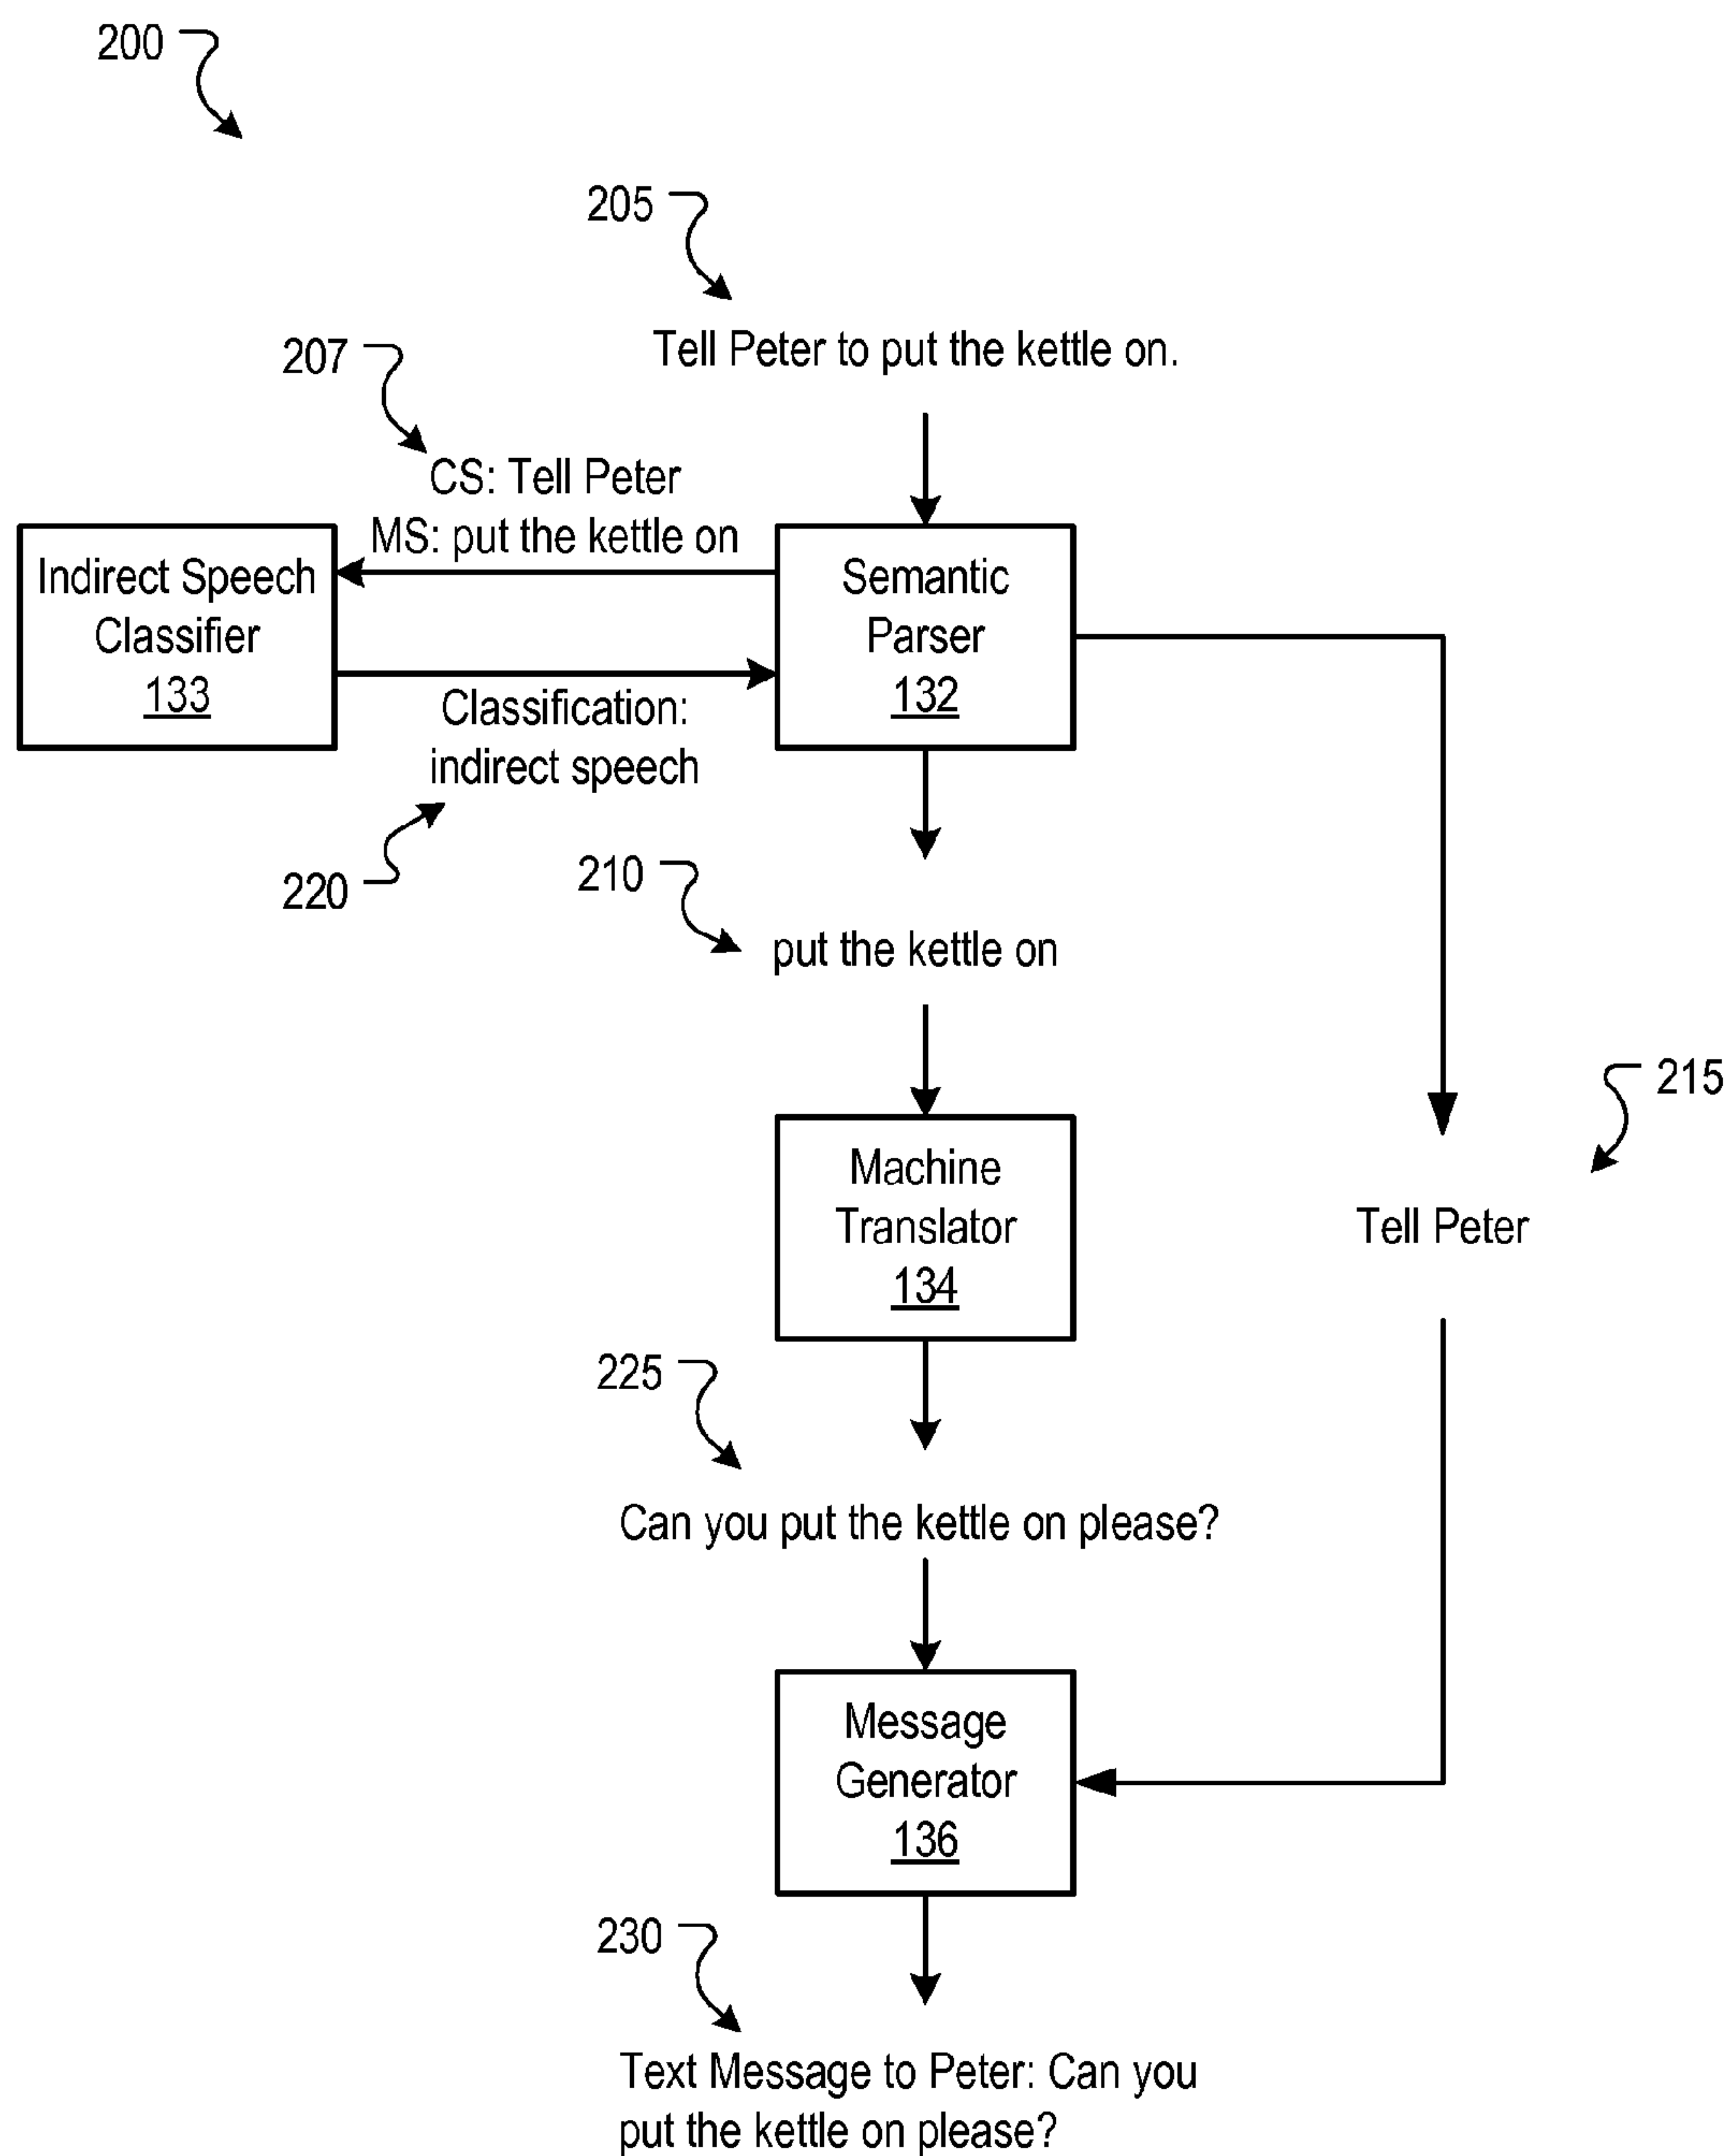 200
205
Tell Peter to put the kettle on.
207
CS: Tell Peter
MS: put the kettle on
Indirect Speech
Classifier
133
Semantic
Parser
132
Classification:
indirect speech
220
210
put the kettle on
215
Machine
Translator
134
Tell Peter
225
Can you put the kettle on please?
Message
Generator
136
230
Text Message to Peter: Can you
put the kettle on please?